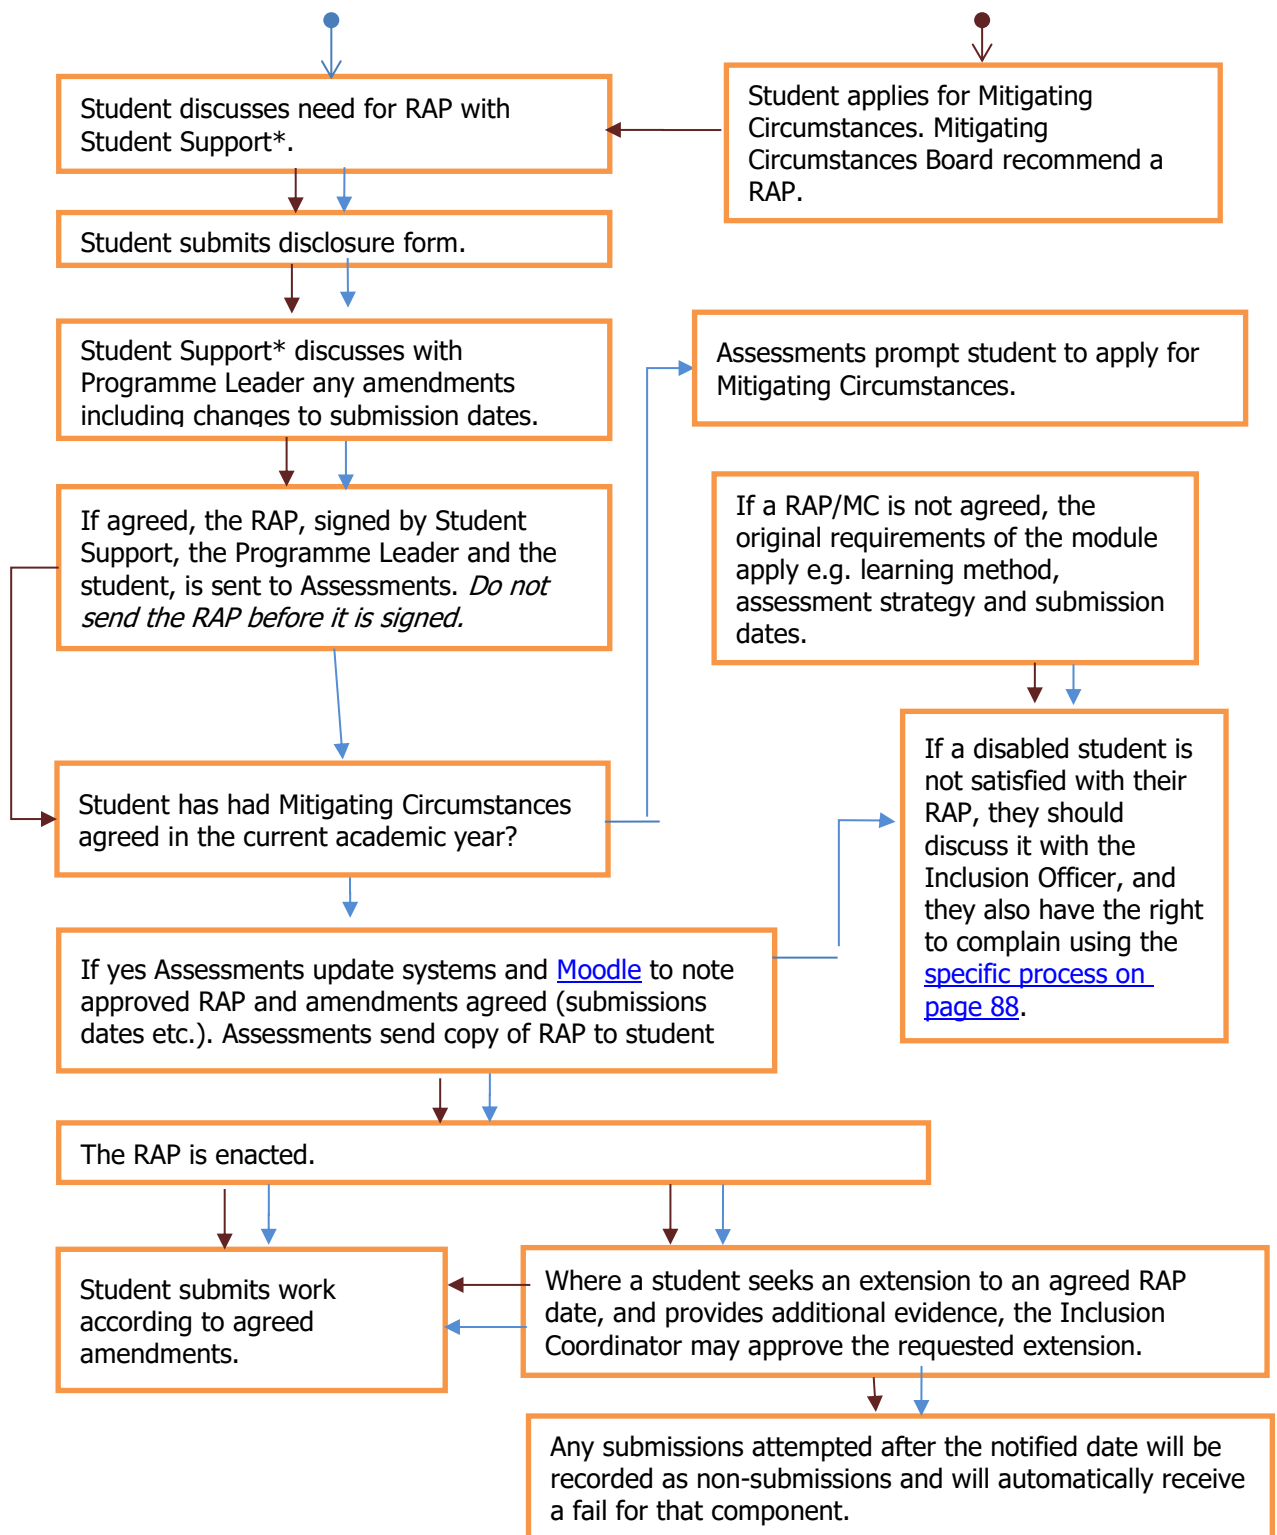 Student discusses need for RAP with
Student Support*.
Student applies for Mitigating
Circumstances. Mitigating
Circumstances Board recommend a
RAP.
Student submits disclosure form.
Student Support* discusses with
Programme Leader any amendments
including changes to submission dates.
Assessments prompt student to apply for
Mitigating Circumstances.
If agreed, the RAP, signed by Student
Support, the Programme Leader and the
student, is sent to Assessments. Do not
send the RAP before it is signed.
If a RAP/MC is not agreed, the
original requirements of the module
apply e.g. learning method,
assessment strategy and submission
dates.
Student has had Mitigating Circumstances
agreed in the current academic year?
If a disabled student is
not satisfied with their
RAP, they should
discuss it with the
Inclusion Officer, and
they also have the right
to complain using the
specific process on
page 88.
If yes Assessments update systems and Moodle to note
approved RAP and amendments agreed (submissions
dates etc.). Assessments send copy of RAP to student
The RAP is enacted.
Student submits work
according to agreed
amendments.
Where a student seeks an extension to an agreed RAP
date, and provides additional evidence, the Inclusion
Coordinator may approve the requested extension.
Any submissions attempted after the notified date will be
recorded as non-submissions and will automatically receive
a fail for that component.